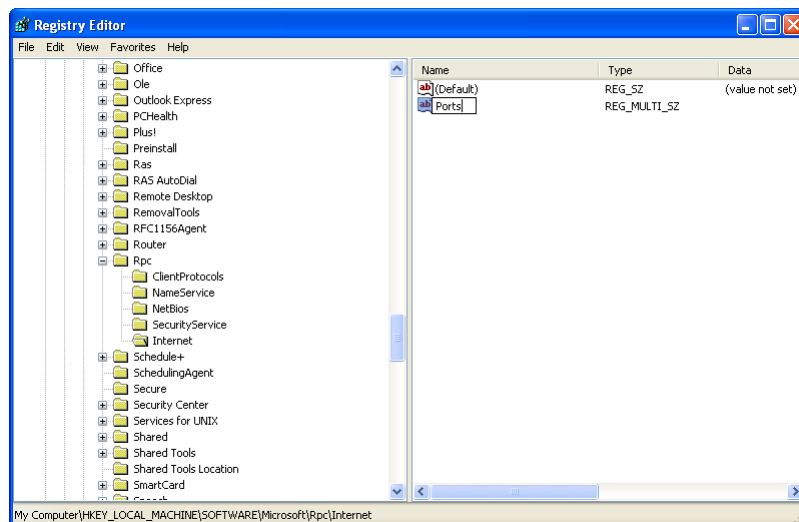 Registry Editor
File Edit View Favorites Help
Office
Ole
Outlook Express
PCHealth
Plus!
Preinstall
Ras
RAS AutoDial
Remote Desktop
RemovalTools
RFC1156Agent
Router
Rpc
ClientProtocols
NameService
NetBios
SecurityService
Internet
Schedule+
SchedulingAgent
Secure
Security Center
Services for UNIX
Shared
Shared Tools
Shared Tools Location
SmartCard
Name Type Data
ab (Default) REG_SZ (value not set)
ab Ports REG_MULTI_SZ
My Computer\HKEY_LOCAL_MACHINE\SOFTWARE\Microsoft\Rpc\Internet